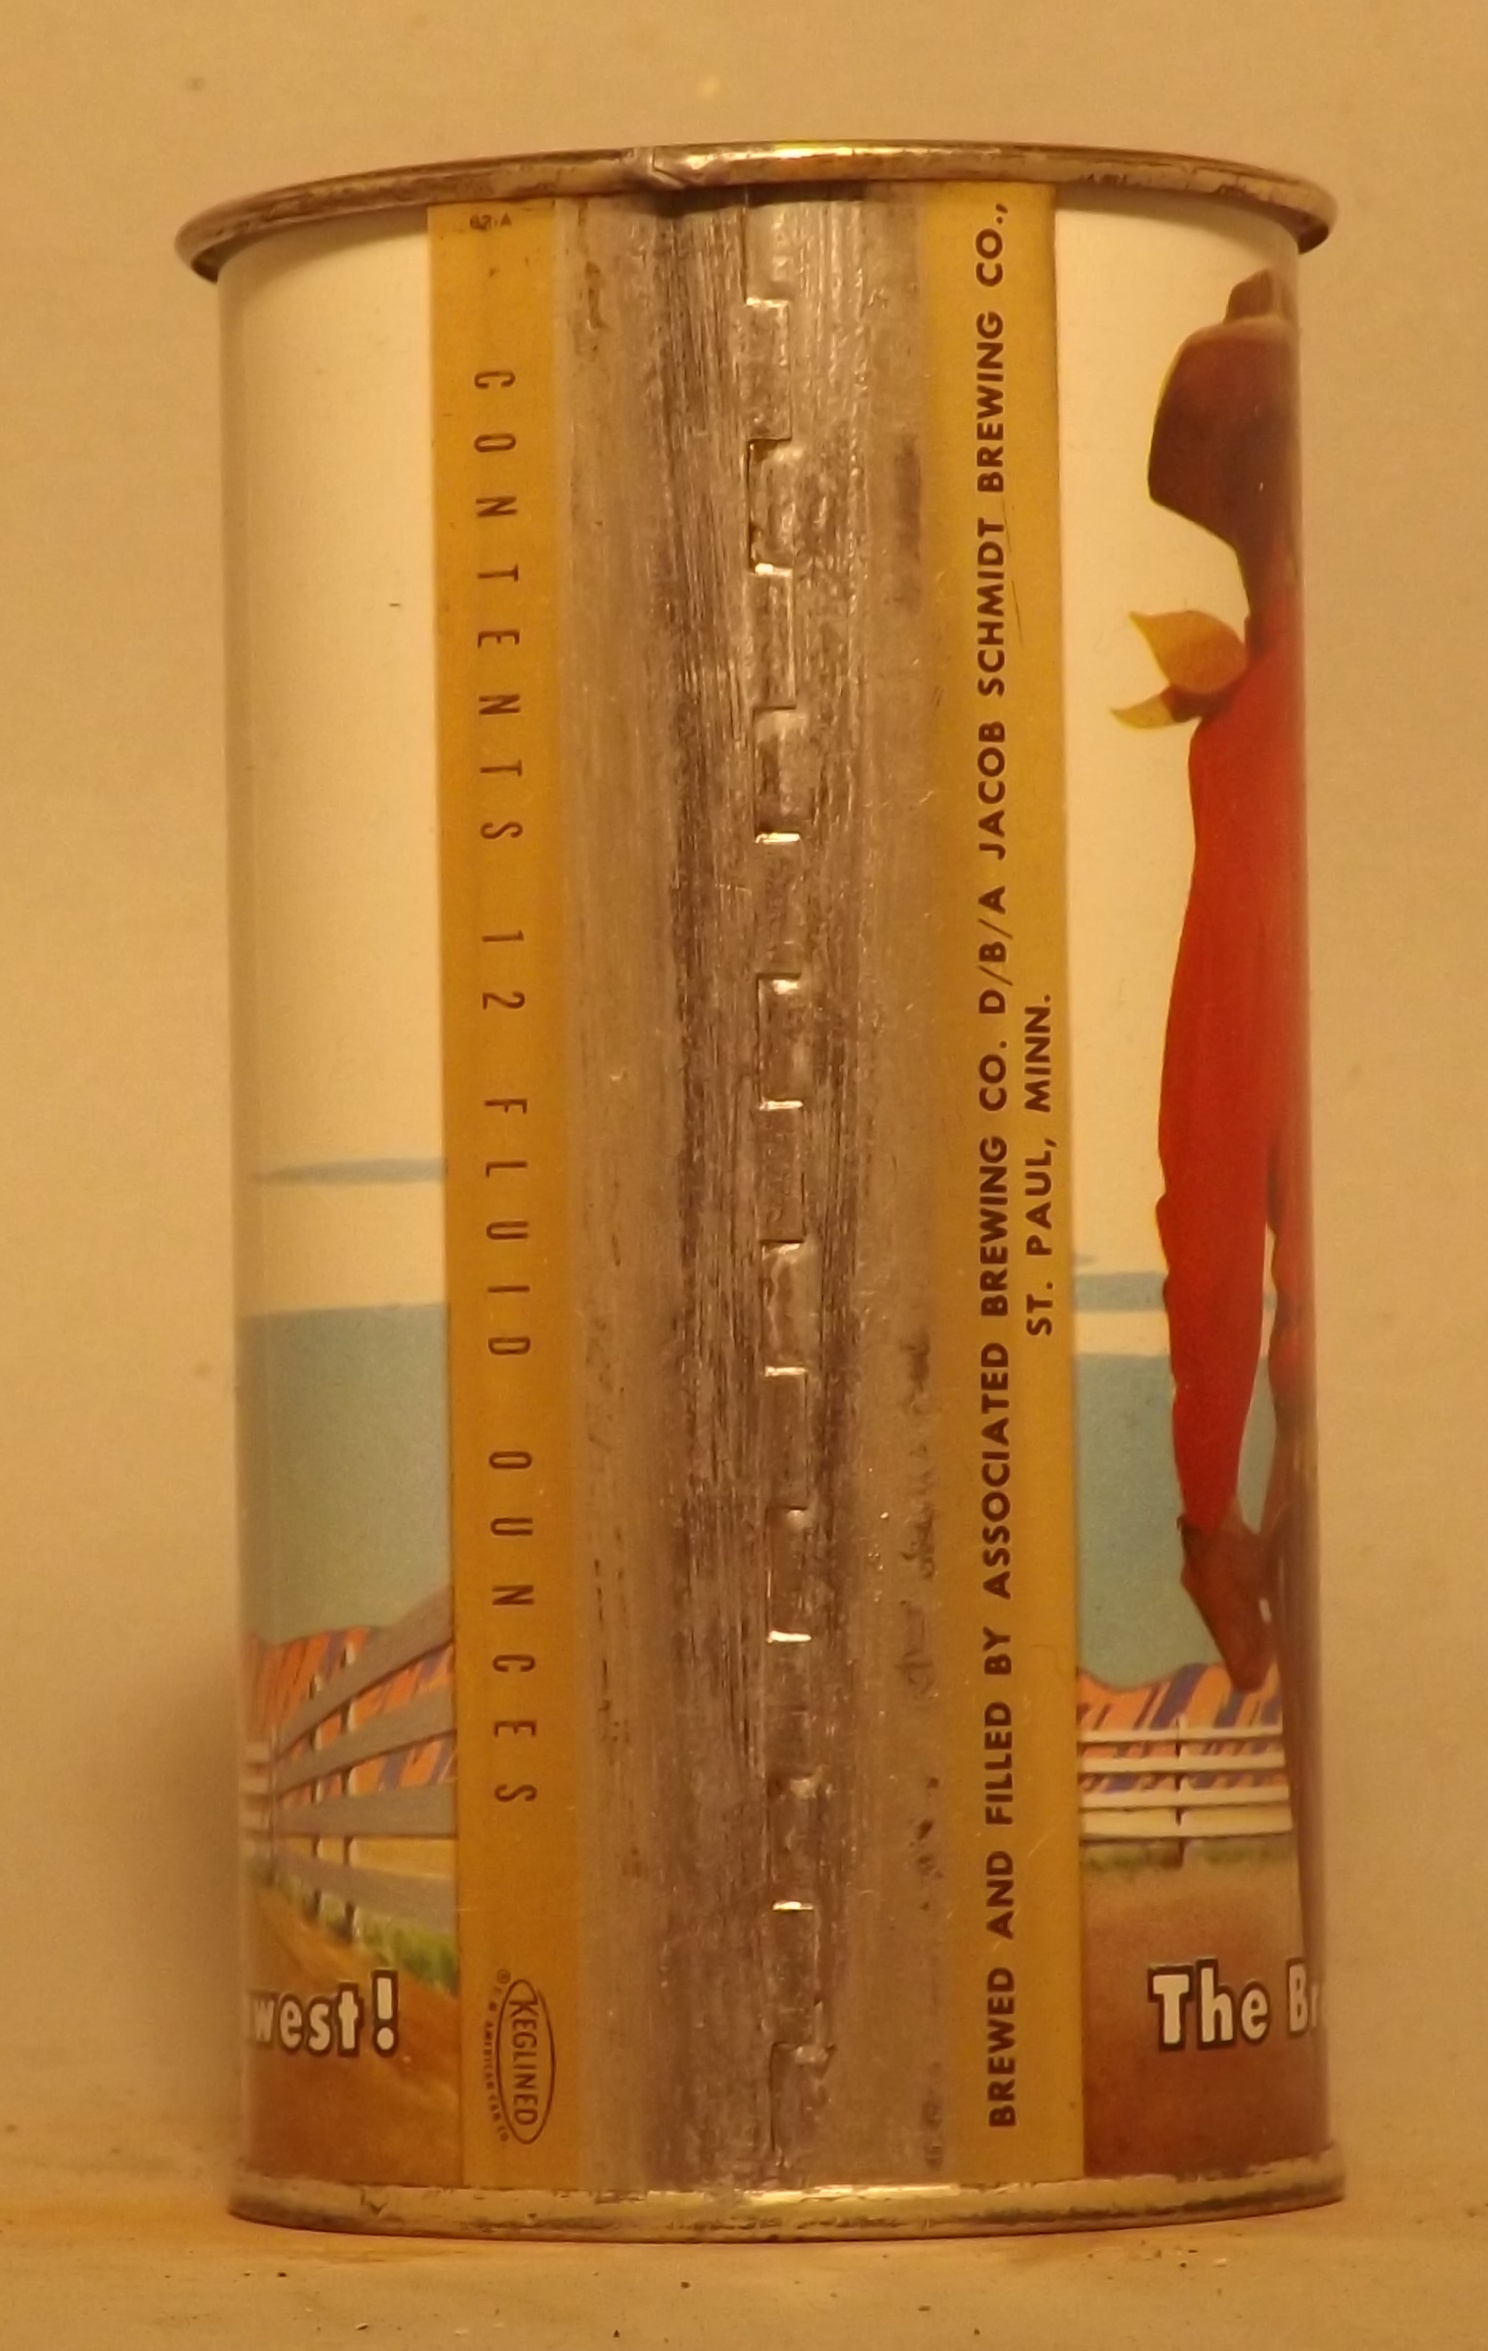 62-A
CONTENTS 12 FLUID OUNCES
KEGLINED
BREWED AND FILLED BY ASSOCIATED BREWING CO. D/B/A JACOB SCHMIDT BREWING CO.,
ST. PAUL, MINN.
west!
The Br